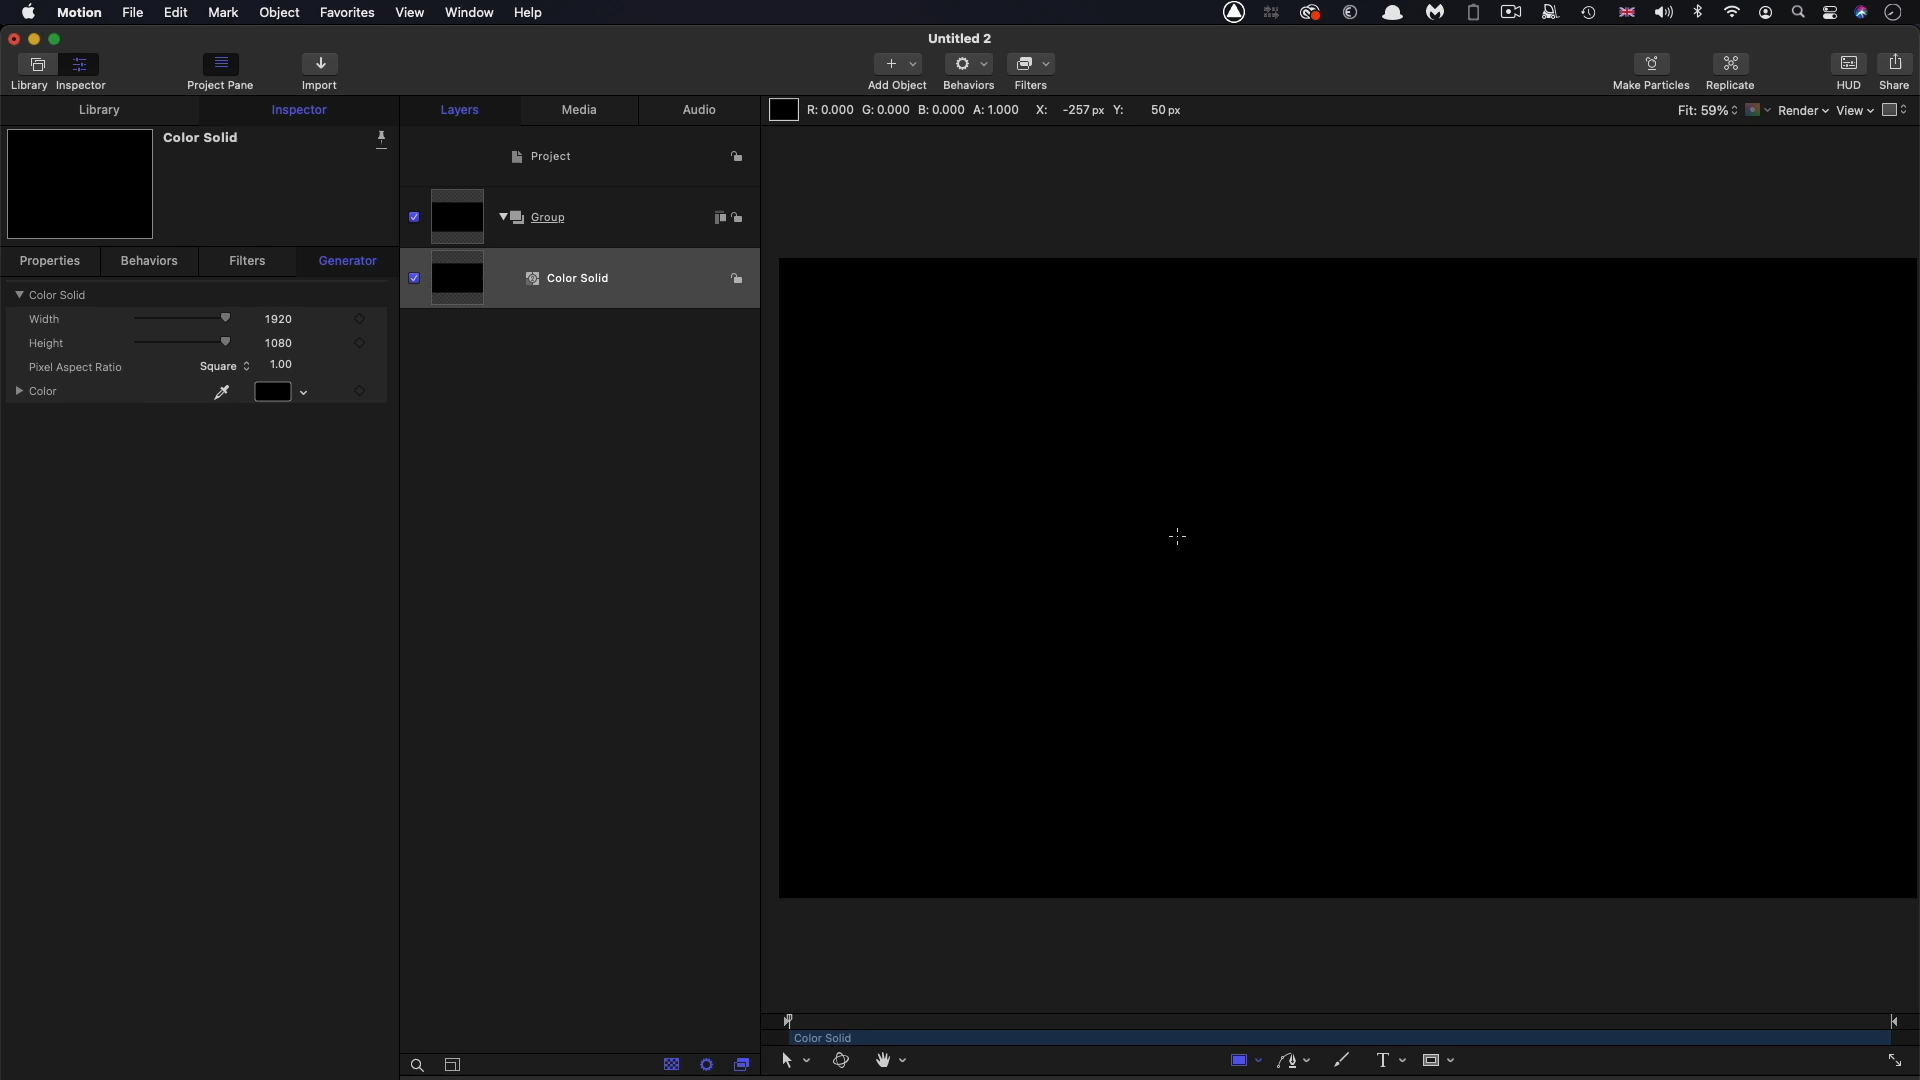 Motion File Edit Mark Object Favorites View Window Help
Untitled 2
Library Inspector Project Pane Import Add Object Behaviors Filters Make Particles Replicate HUD Share
Library Inspector Layers Media Audio R: 0.000 G: 0.000 B: 0.000 A: 1.000 X: -257 px Y: 50 px Fit: 59% Render View
Color Solid
Project
Group
Properties Behaviors Filters Generator
Color Solid
Color Solid
Width 1920
Height 1080
Pixel Aspect Ratio Square 1.00
Color
Color Solid
T